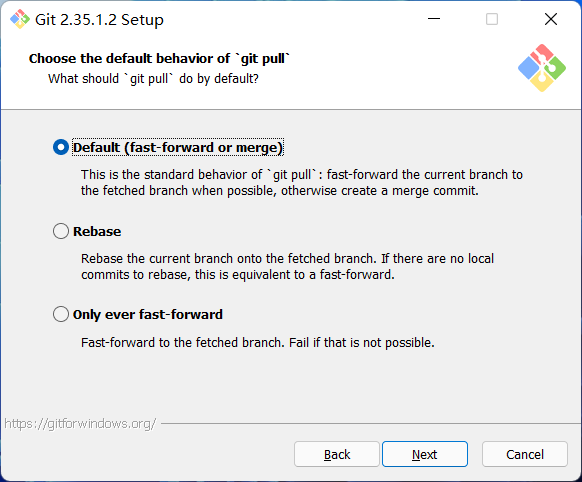 Git 2.35.1.2 Setup
Choose the default behavior of `git pull`
What should `git pull` do by default?
Default (fast-forward or merge)
This is the standard behavior of `git pull`: fast-forward the current branch to
the fetched branch when possible, otherwise create a merge commit.
Rebase
Rebase the current branch onto the fetched branch. If there are no local
commits to rebase, this is equivalent to a fast-forward.
Only ever fast-forward
Fast-forward to the fetched branch. Fail if that is not possible.
https://gitforwindows.org/
Back Next Cancel